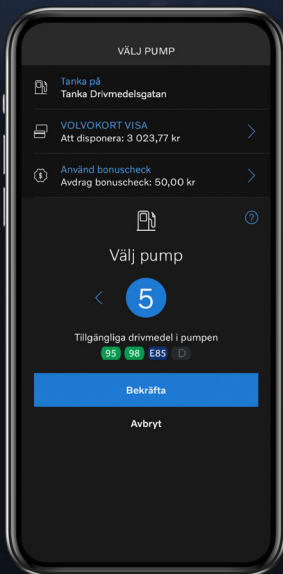 VÄLJ PUMP
Tanka på
Tanka Drivmedelsgatan
VOLVOKORT VISA
Att disponera: 3 023,77 kr
Använd bonuscheck
Avdrag bonuscheck: 50,00 kr
$
?
Välj pump
5
Tillgängliga drivmedel i pumpen
95 98 E85 D
Bekräfta
Avbryt